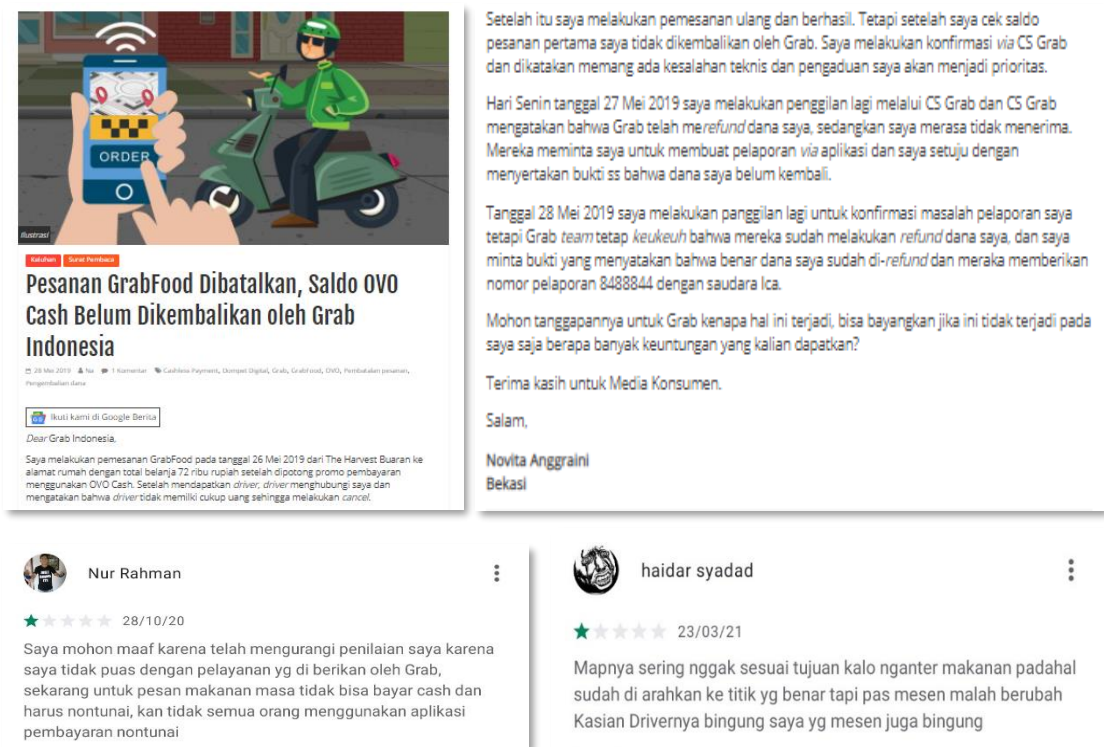 ORDER
Ilustrasi
Keluhan Surat Pembaca
Pesanan GrabFood Dibatalkan, Saldo OVO
Cash Belum Dikembalikan oleh Grab
Indonesia
28 Mei 2019 Na 1 Komentar Cashless Payment, Dompet Digital, Grab, GrabFood, OVO, Pembatalan pesanan,
Pengembalian dana
Ikuti kami di Google Berita
Dear Grab Indonesia,
Saya melakukan pemesanan GrabFood pada tanggal 26 Mei 2019 dari The Harvest Buaran ke
alamat rumah dengan total belanja 72 ribu rupiah setelah dipotong promo pembayaran
menggunakan OVO Cash. Setelah mendapatkan driver, driver menghubungi saya dan
mengatakan bahwa driver tidak memilki cukup uang sehingga melakukan cancel.
Setelah itu saya melakukan pemesanan ulang dan berhasil. Tetapi setelah saya cek saldo
pesanan pertama saya tidak dikembalikan oleh Grab. Saya melakukan konfirmasi via CS Grab
dan dikatakan memang ada kesalahan teknis dan pengaduan saya akan menjadi prioritas.
Hari Senin tanggal 27 Mei 2019 saya melakukan penggilan lagi melalui CS Grab dan CS Grab
mengatakan bahwa Grab telah merefund dana saya, sedangkan saya merasa tidak menerima.
Mereka meminta saya untuk membuat pelaporan via aplikasi dan saya setuju dengan
menyertakan bukti ss bahwa dana saya belum kembali.
Tanggal 28 Mei 2019 saya melakukan panggilan lagi untuk konfirmasi masalah pelaporan saya
tetapi Grab team tetap keukeuh bahwa mereka sudah melakukan refund dana saya, dan saya
minta bukti yang menyatakan bahwa benar dana saya sudah di-refund dan meraka memberikan
nomor pelaporan 8488844 dengan saudara Ica.
Mohon tanggapannya untuk Grab kenapa hal ini terjadi, bisa bayangkan jika ini tidak terjadi pada
saya saja berapa banyak keuntungan yang kalian dapatkan?
Terima kasih untuk Media Konsumen.
Salam,
Novita Anggraini
Bekasi
Nur Rahman
28/10/20
Saya mohon maaf karena telah mengurangi penilaian saya karena
saya tidak puas dengan pelayanan yg di berikan oleh Grab,
sekarang untuk pesan makanan masa tidak bisa bayar cash dan
harus nontunai, kan tidak semua orang menggunakan aplikasi
pembayaran nontunai
haidar syadad
23/03/21
Mapnya sering nggak sesuai tujuan kalo nganter makanan padahal
sudah di arahkan ke titik yg benar tapi pas mesen malah berubah
Kasian Drivernya bingung saya yg mesen juga bingung